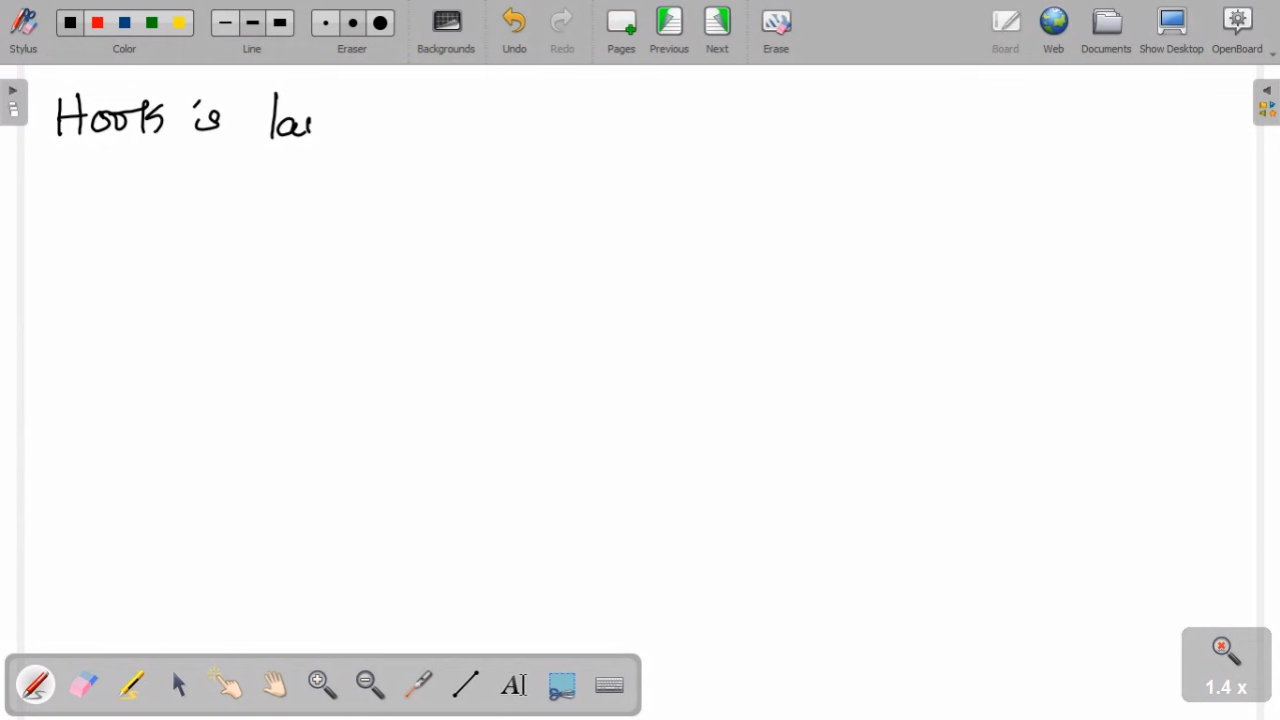 Stylus
Color
Line
Eraser
Backgrounds
Undo
Redo
Pages
Previous
Next
Erase
Board
Web
Documents
Show Desktop
OpenBoard
Hook is la
1.4 x